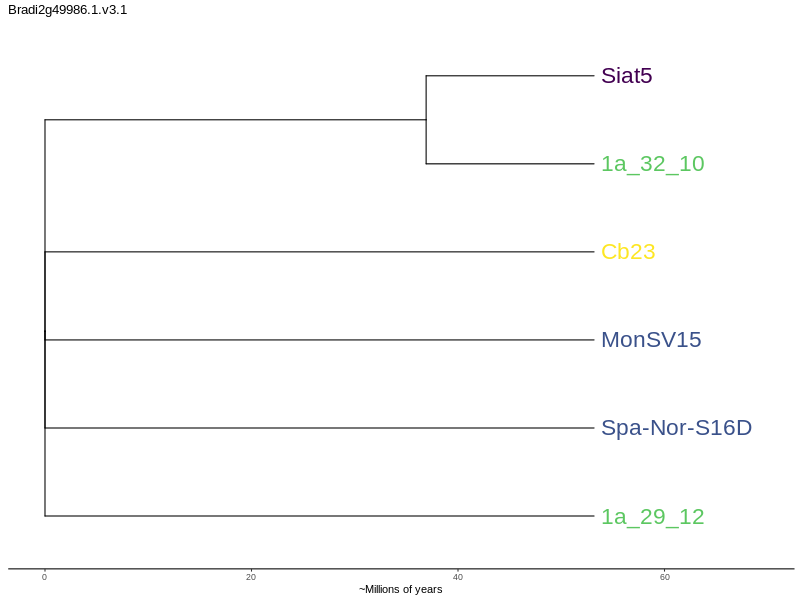 Bradi2g49986.1.v3.1
Siat5
1a_32_10
Cb23
MonSV15
Spa-Nor-S16D
1a_29_12
0 20 40 60
~Millions of years